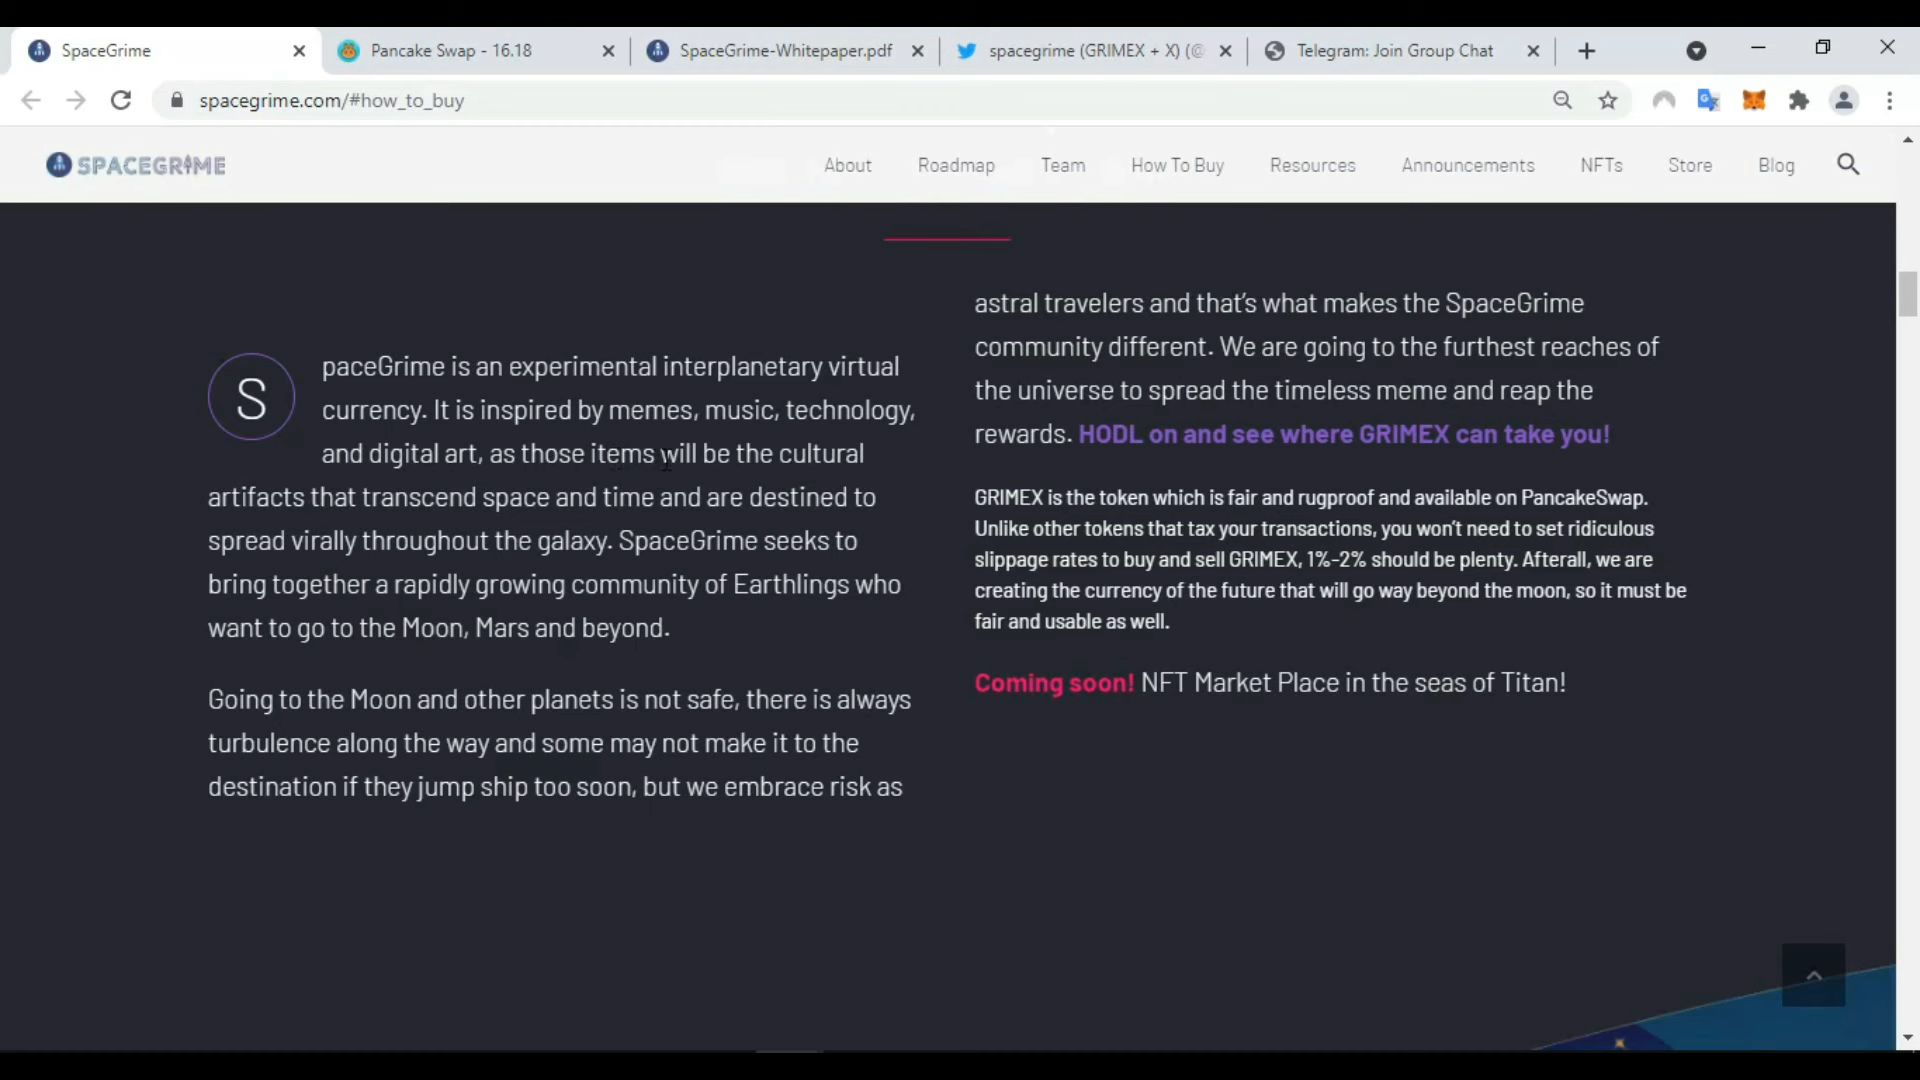 SpaceGrime
Pancake Swap - 16.18
SpaceGrime-Whitepaper.pdf
spacegrime (GRIMEX + X) (@
Telegram: Join Group Chat
spacegrime.com/#how_to_buy
SPACEGRIME
About
Roadmap
Team
How To Buy
Resources
Announcements
NFTs
Store
Blog
S
paceGrime is an experimental interplanetary virtual
currency. It is inspired by memes, music, technology,
and digital art, as those items will be the cultural
artifacts that transcend space and time and are destined to
spread virally throughout the galaxy. SpaceGrime seeks to
bring together a rapidly growing community of Earthlings who
want to go to the Moon, Mars and beyond.
Going to the Moon and other planets is not safe, there is always
turbulence along the way and some may not make it to the
destination if they jump ship too soon, but we embrace risk as
astral travelers and that's what makes the SpaceGrime
community different. We are going to the furthest reaches of
the universe to spread the timeless meme and reap the
rewards. HODL on and see where GRIMEX can take you!
GRIMEX is the token which is fair and rugproof and available on PancakeSwap.
Unlike other tokens that tax your transactions, you won't need to set ridiculous
slippage rates to buy and sell GRIMEX, 1%-2% should be plenty. Afterall, we are
creating the currency of the future that will go way beyond the moon, so it must be
fair and usable as well.
Coming soon! NFT Market Place in the seas of Titan!